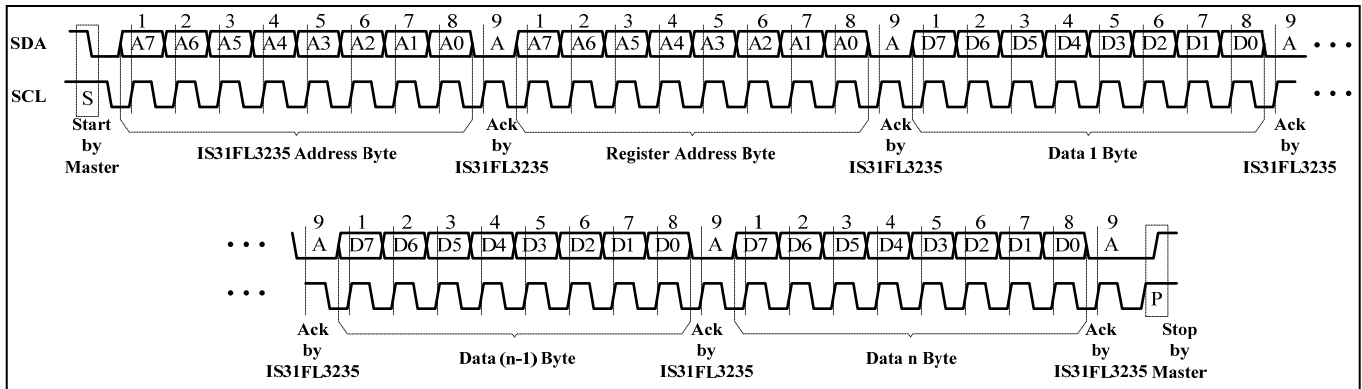 1 2 3 4 5 6 7 8 9 1 2 3 4 5 6 7 8 9 1 2 3 4 5 6 7 8 9
SDA A7 A6 A5 A4 A3 A2 A1 A0 A A7 A6 A5 A4 A3 A2 A1 A0 A D7 D6 D5 D4 D3 D2 D1 D0 A • • •
SCL S • • •
Start by Master
IS31FL3235 Address Byte
Ack by IS31FL3235
Register Address Byte
Ack by IS31FL3235
Data 1 Byte
Ack by IS31FL3235
9 1 2 3 4 5 6 7 8 9 1 2 3 4 5 6 7 8 9
• • • A D7 D6 D5 D4 D3 D2 D1 D0 A D7 D6 D5 D4 D3 D2 D1 D0 A
• • • P
Ack by IS31FL3235
Data (n-1) Byte
Ack by IS31FL3235
Data n Byte
Ack by IS31FL3235
Stop by Master